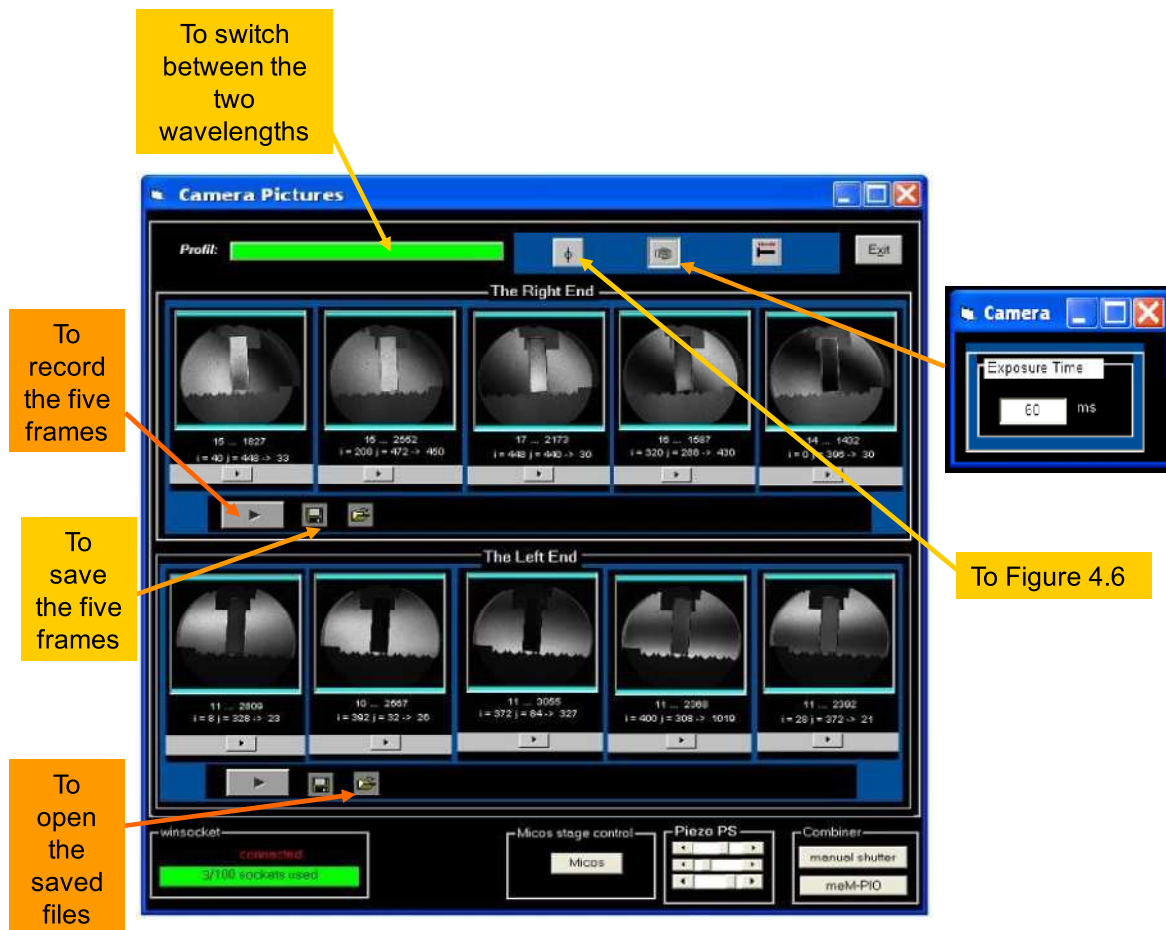 To switch
between the
two
wavelengths
Camera Pictures
Profil:
ϕ
Exit
The Right End
15 ... 1827
i = 40 j = 448 -> 33
16 ... 2552
i = 208 j = 472 -> 450
17 ... 2173
i = 448 j = 440 -> 30
16 ... 1587
i = 320 j = 288 -> 430
14 ... 1432
i = 0 j = 396 -> 30
To
record
the five
frames
Camera
Exposure Time
60 ms
To
save
the five
frames
The Left End
To Figure 4.6
11 ... 2809
i = 8 j = 328 -> 23
10 ... 2667
i = 392 j = 32 -> 26
11 ... 3055
i = 372 j = 84 -> 327
11 ... 2368
i = 400 j = 308 -> 1019
11 ... 2392
i = 28 j = 372 -> 21
To
open
the
saved
files
winsocket
connected
3/100 sockets used
Micos stage control
Micos
Piezo PS
Combiner
manual shutter
meM-PIO